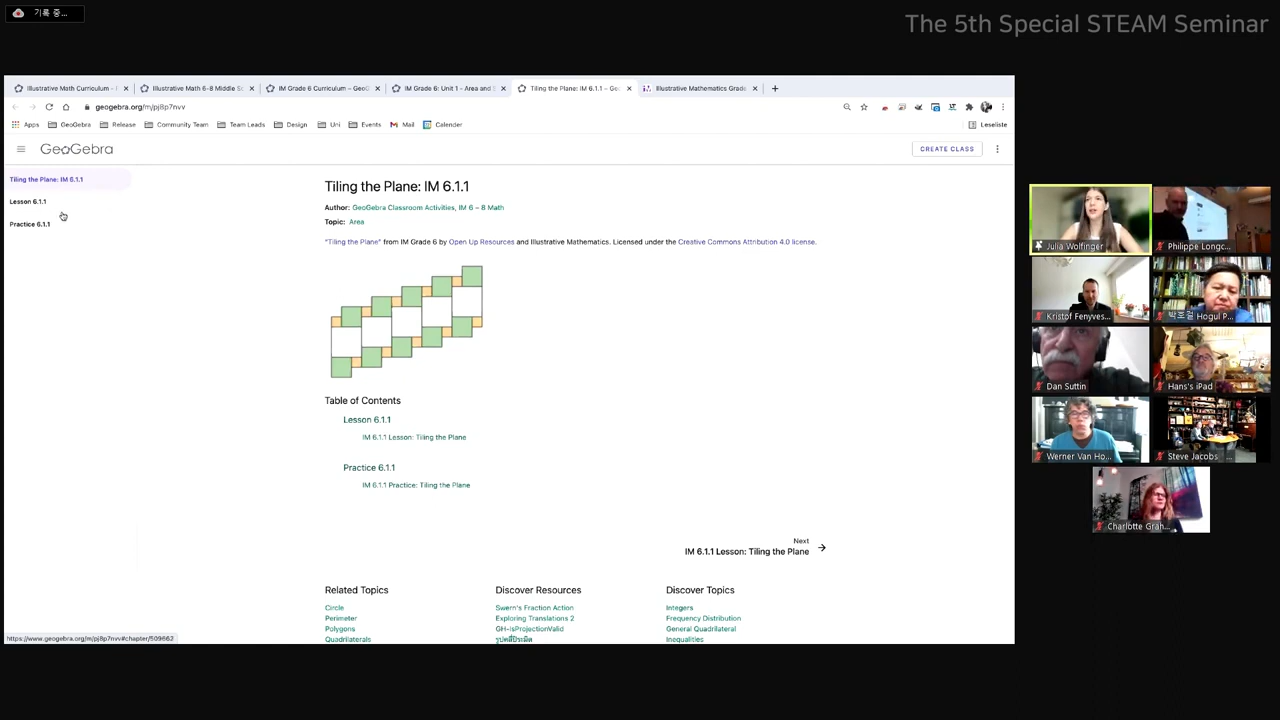 기록 중...
The 5th Special STEAM Seminar
Illustrative Math Curriculum - I
Illustrative Math 6-8 Middle Sc
IM Grade 6 Curriculum – GeoG
IM Grade 6: Unit 1 - Area and S
Tiling the Plane: IM 6.1.1 – Geo
Illustrative Mathematics Grade
geogebra.org/m/pj8p7nvv
Apps
GeoGebra
Release
Community Team
Team Leads
Design
Uni
Events
Mail
Calender
Leseliste
GeoGebra
CREATE CLASS
Tiling the Plane: IM 6.1.1
Lesson 6.1.1
Practice 6.1.1
Tiling the Plane: IM 6.1.1
Author: GeoGebra Classroom Activities, IM 6 – 8 Math
Topic: Area
"Tiling the Plane" from IM Grade 6 by Open Up Resources and Illustrative Mathematics. Licensed under the Creative Commons Attribution 4.0 license.
Table of Contents
Lesson 6.1.1
IM 6.1.1 Lesson: Tiling the Plane
Practice 6.1.1
IM 6.1.1 Practice: Tiling the Plane
Next
IM 6.1.1 Lesson: Tiling the Plane
Related Topics
Circle
Perimeter
Polygons
Quadrilaterals
Discover Resources
Swern's Fraction Action
Exploring Translations 2
GH-IsProjectionValid
Discover Topics
Integers
Frequency Distribution
General Quadrilateral
Inequalities
https://www.geogebra.org/m/pj8p7nvv#chapter/509662
Julia Wolfinger
Philippe Longc...
Kristof Fenyves...
박호걸 Hogul P...
Dan Suttin
Hans's iPad
Werner Van Ho...
Steve Jacobs ...
Charlotte Grah...